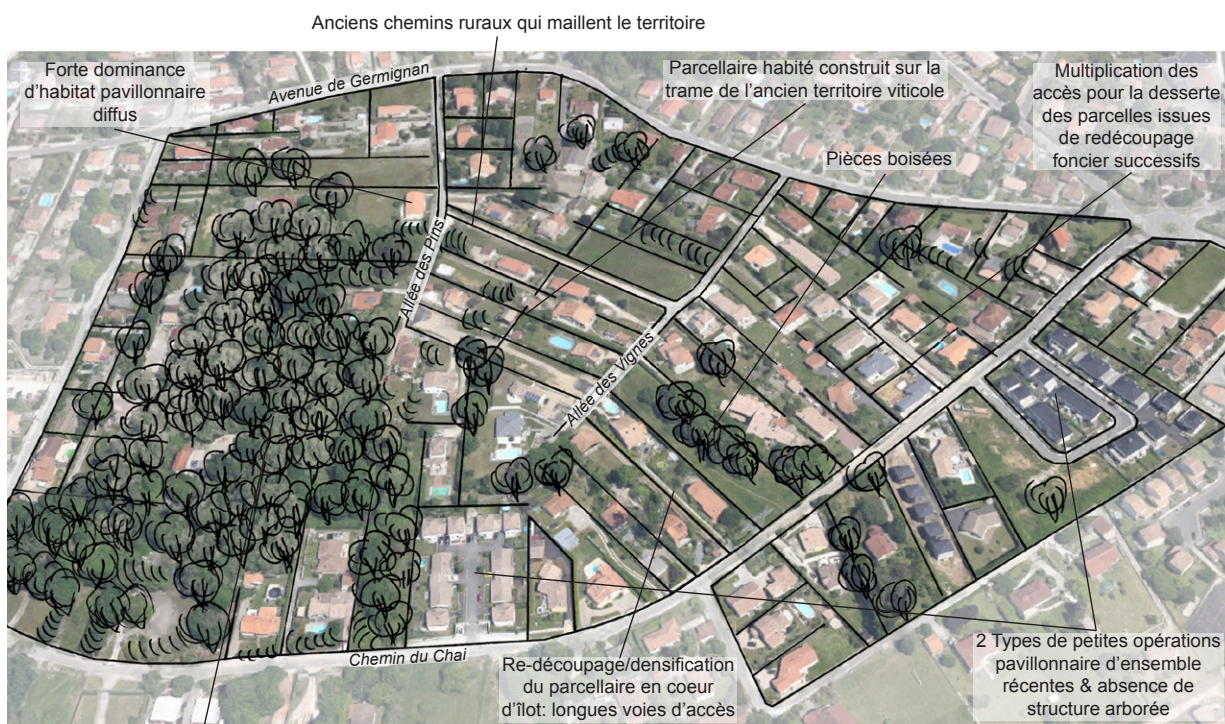 Anciens chemins ruraux qui maillent le territoire
Forte dominance
d'habitat pavillonnaire
diffus
Avenue de Germignan
Parcellaire habité construit sur la
trame de l'ancien territoire viticole
Multiplication des
accès pour la desserte
des parcelles issues
de redécoupage
foncier successifs
Pièces boisées
Allée des Pins
Allée des Vignes
Chemin du Chai
Re-découpage/densification
du parcellaire en coeur
d'îlot: longues voies d'accès
2 Types de petites opérations
pavillonnaire d'ensemble
récentes & absence de
structure arborée